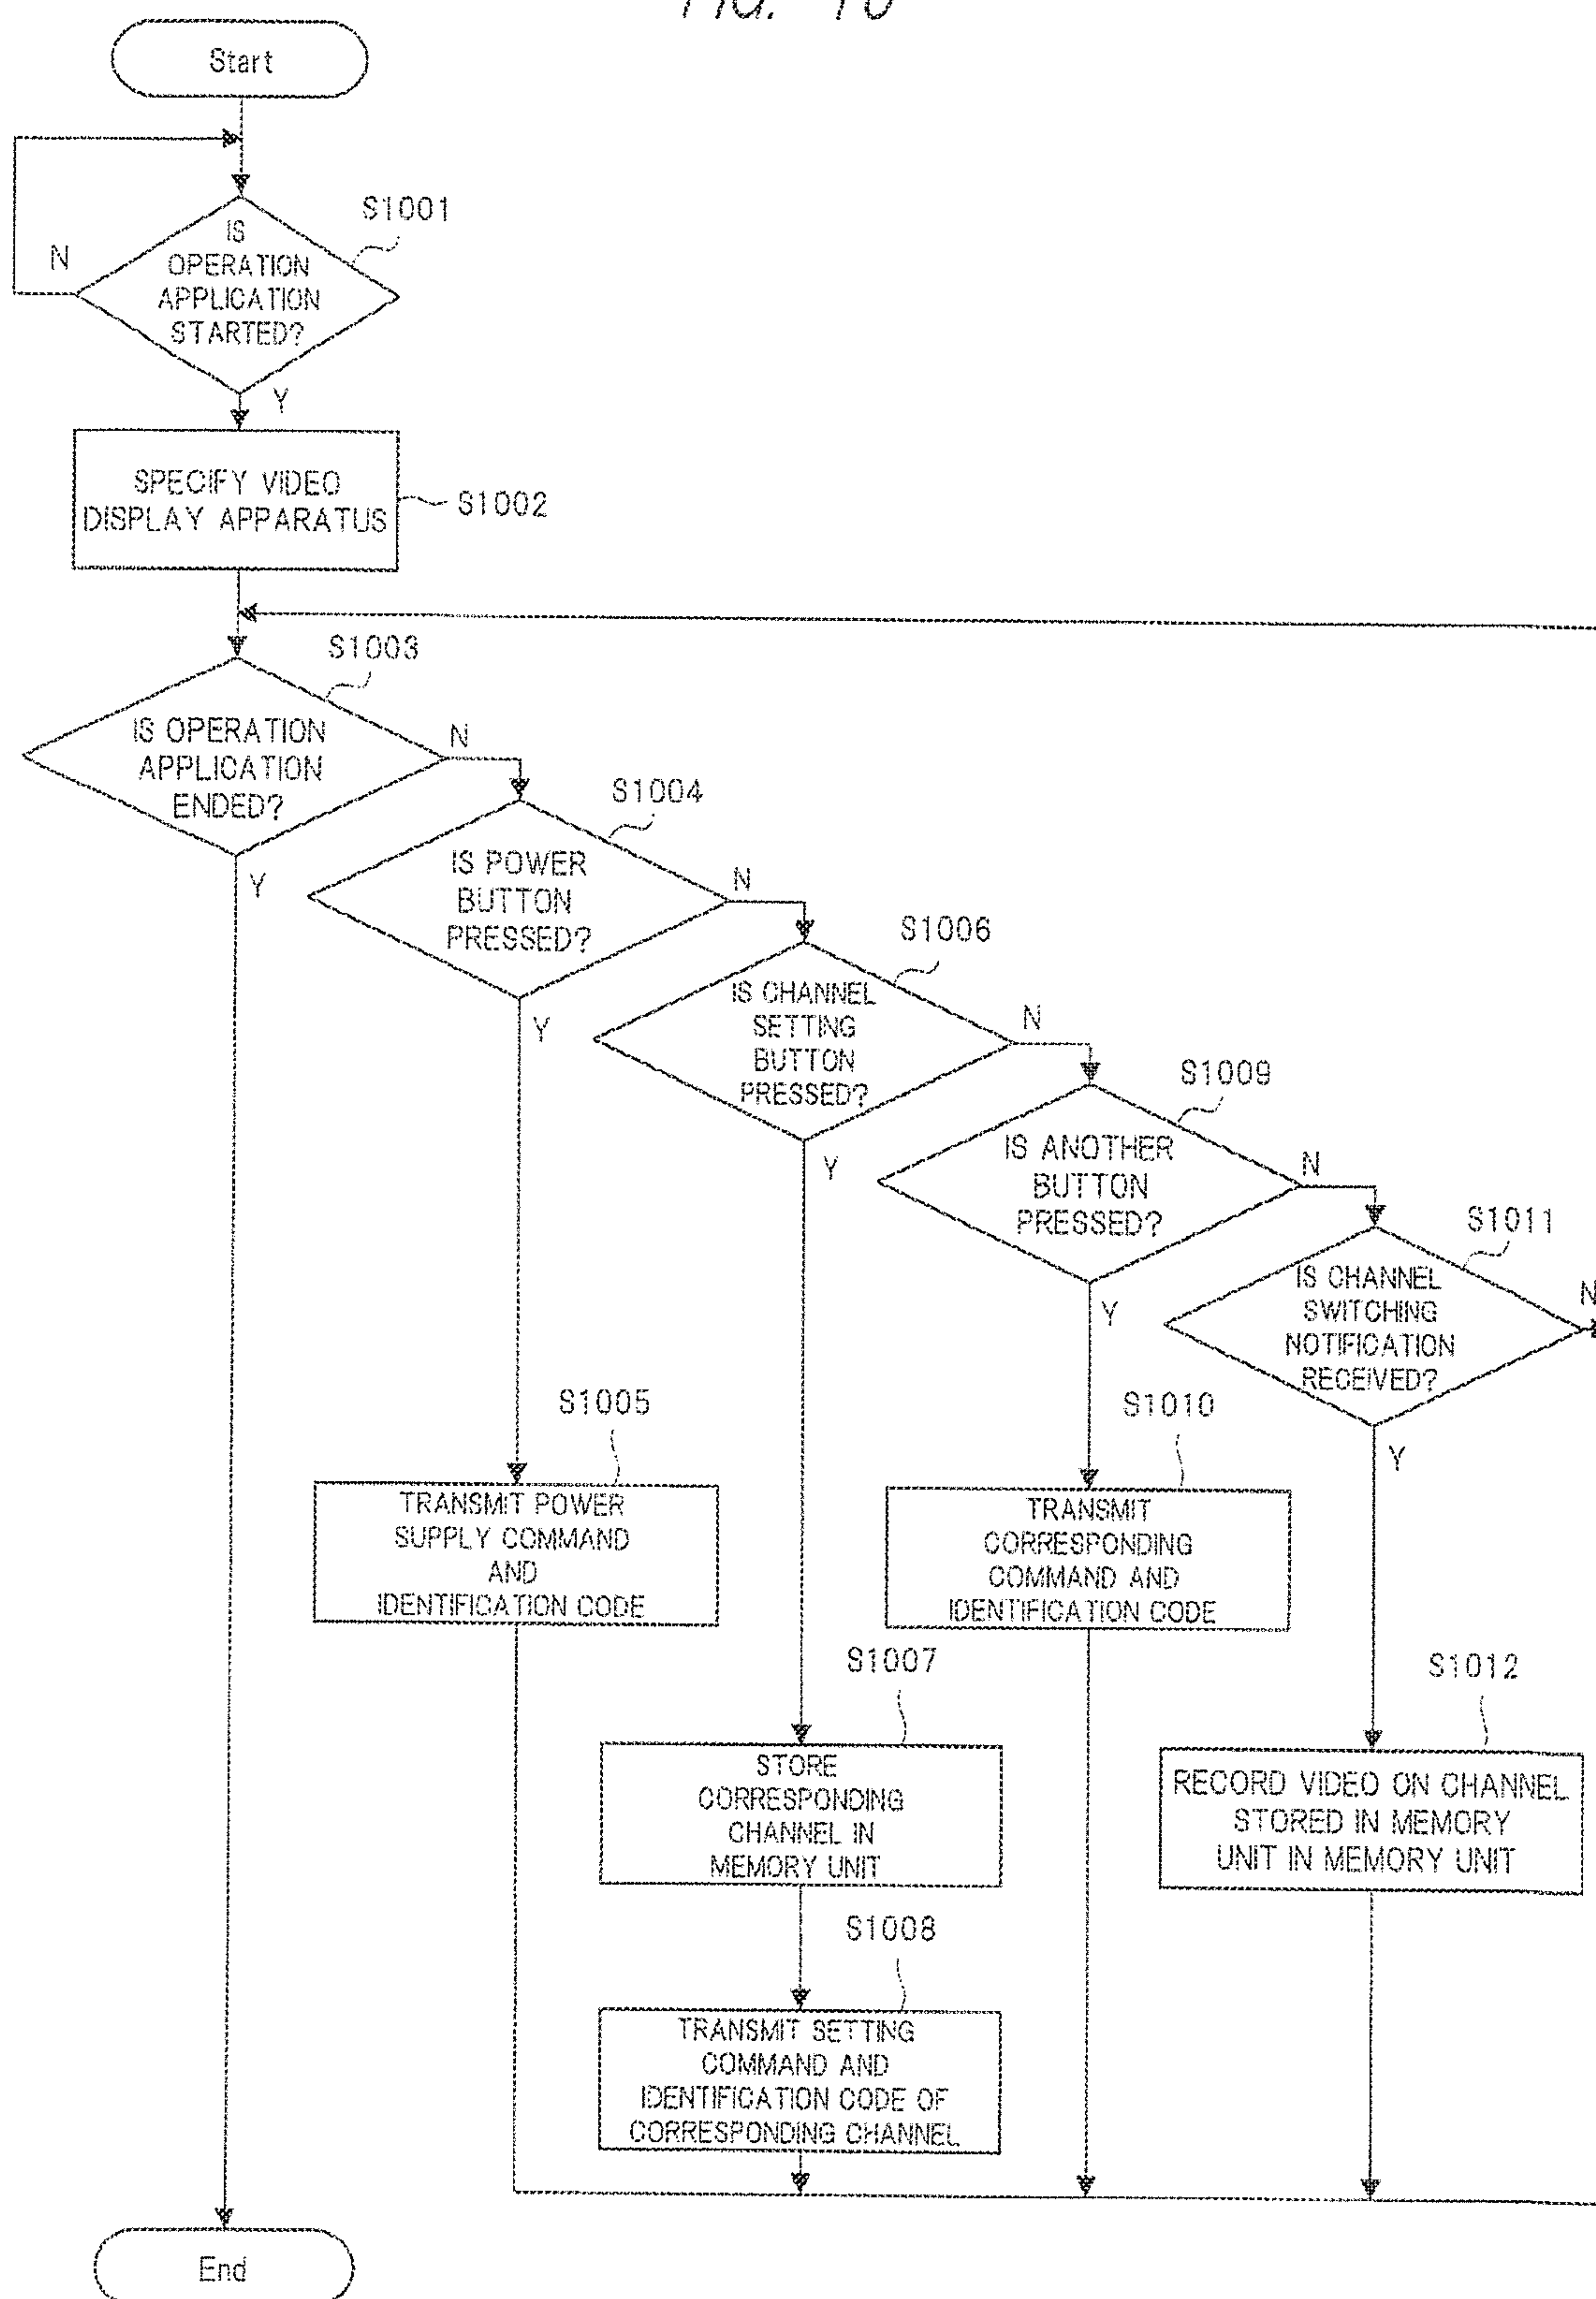 FIG. 10
Start
S1001
IS
OPERATION
APPLICATION
STARTED?
N
Y
SPECIFY VIDEO
DISPLAY APPARATUS
S1002
S1003
IS OPERATION
APPLICATION
ENDED?
N
Y
S1004
IS POWER
BUTTON
PRESSED?
N
Y
S1006
IS CHANNEL
SETTING
BUTTON
PRESSED?
N
Y
S1009
IS ANOTHER
BUTTON
PRESSED?
N
Y
S1011
IS CHANNEL
SWITCHING
NOTIFICATION
RECEIVED?
N
Y
S1005
TRANSMIT POWER
SUPPLY COMMAND
AND
IDENTIFICATION CODE
S1010
TRANSMIT
CORRESPONDING
COMMAND AND
IDENTIFICATION CODE
S1007
STORE
CORRESPONDING
CHANNEL IN
MEMORY UNIT
S1012
RECORD VIDEO ON CHANNEL
STORED IN MEMORY
UNIT IN MEMORY UNIT
S1008
TRANSMIT SETTING
COMMAND AND
IDENTIFICATION CODE OF
CORRESPONDING CHANNEL
End